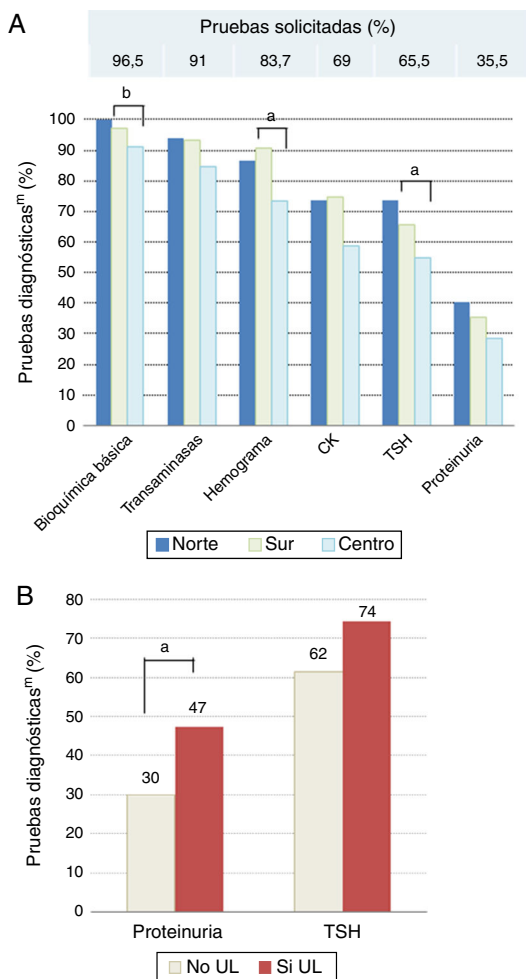 A
Pruebas solicitadas (%)
96,5 91 83,7 69 65,5 35,5
b
a
a
Pruebas diagnósticasᵐ (%)
100
90
80
70
60
50
40
30
20
10
0
Bioquímica básica
Transaminasas
Hemograma
CK
TSH
Proteinuria
Norte Sur Centro
B
Pruebas diagnósticasᵐ (%)
80
70
60
50
40
30
20
10
0
a
30
47
62
74
Proteinuria TSH
No UL Si UL